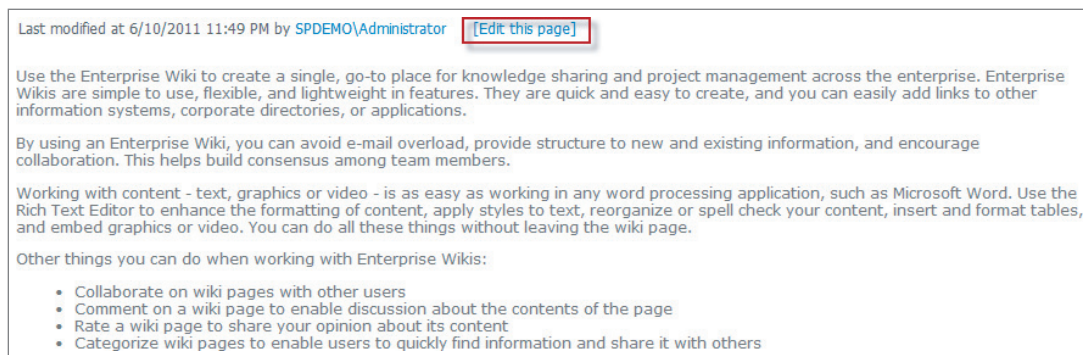 Last modified at 6/10/2011 11:49 PM by SPDEMO\Administrator [Edit this page]
Use the Enterprise Wiki to create a single, go-to place for knowledge sharing and project management across the enterprise. Enterprise
Wikis are simple to use, flexible, and lightweight in features. They are quick and easy to create, and you can easily add links to other
information systems, corporate directories, or applications.
By using an Enterprise Wiki, you can avoid e-mail overload, provide structure to new and existing information, and encourage
collaboration. This helps build consensus among team members.
Working with content - text, graphics or video - is as easy as working in any word processing application, such as Microsoft Word. Use the
Rich Text Editor to enhance the formatting of content, apply styles to text, reorganize or spell check your content, insert and format tables,
and embed graphics or video. You can do all these things without leaving the wiki page.
Other things you can do when working with Enterprise Wikis:
• Collaborate on wiki pages with other users
• Comment on a wiki page to enable discussion about the contents of the page
• Rate a wiki page to share your opinion about its content
• Categorize wiki pages to enable users to quickly find information and share it with others